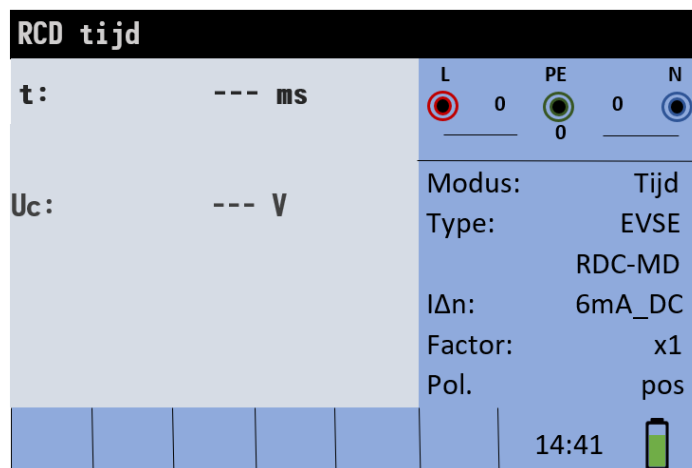 RCD tijd
t: --- ms
Uc: --- V
L PE N
0 0
0
Modus: Tijd
Type: EVSE
RDC-MD
IΔn: 6mA_DC
Factor: x1
Pol. pos
14:41